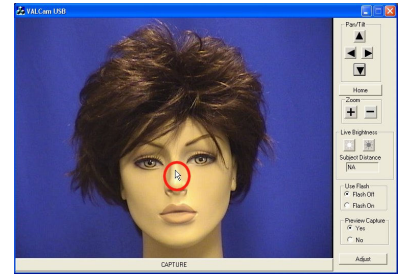 VALCam USB
Pan/Tilt
Home
Zoom
Live Brightness
Subject Distance
NA
Use Flash
Flash Off
Flash On
Preview Capture
Yes
No
Adjust
CAPTURE